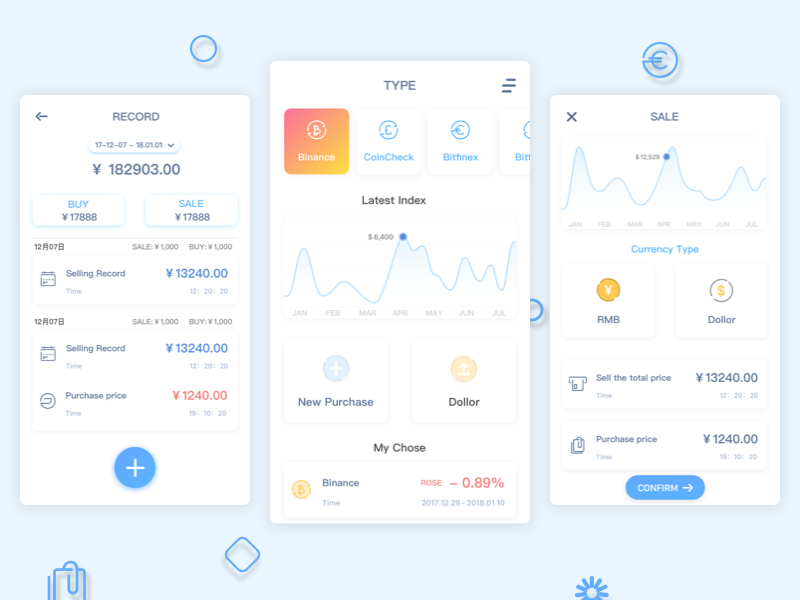 RECORD
17-12-07 – 18.01.01
¥ 182903.00
BUY
¥ 17888
SALE
¥ 17888
12月07日 SALE: ¥ 1,000 BUY: ¥ 1,000
Selling Record ¥ 13240.00
Time 12: 20: 20
12月07日 SALE: ¥ 1,000 BUY: ¥ 1,000
Selling Record ¥ 13240.00
Time 12: 20: 20
Purchase price ¥ 1240.00
Time 19: 10: 20
TYPE
Binance
CoinCheck
Bitfinex
Bitt
Latest Index
$ 6,400
JAN FEB MAR APR MAY JUN JUL
New Purchase
Dollor
My Chose
Binance ROSE – 0.89%
Time 2017.12.29 - 2018.01.10
SALE
$ 12,528
JAN FEB MAR APR MAY JUN JUL
Currency Type
RMB
Dollor
Sell the total price ¥ 13240.00
Time 12: 20: 20
Purchase price ¥ 1240.00
Time 19: 10: 20
CONFIRM